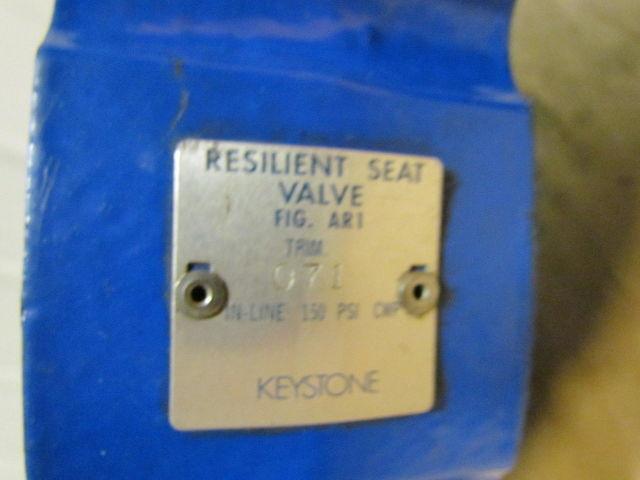 RESILIENT SEAT
VALVE
FIG. AR1
TRIM
071
IN-LINE 150 PSI CWP
KEYSTONE